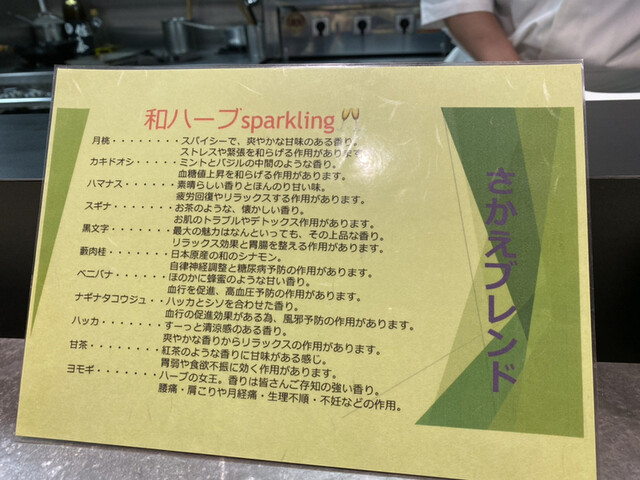 和ハーブsparkling
月桃・・・・・・・・スパイシーで、爽やかな甘味のある香り。
ストレスや緊張を和らげる作用があります。
カキドオシ・・・・・ミントとバジルの中間のような香り。
血糖値上昇を和らげる作用があります。
ハマナス・・・・・・素晴らしい香りとほんのり甘い味。
疲労回復やリラックスする作用があります。
スギナ・・・・・・・お茶のような、懐かしい香り。
お肌のトラブルやデトックス作用があります。
黒文字・・・・・・・最大の魅力はなんといっても、その上品な香り。
リラックス効果と胃腸を整える作用があります。
藪肉桂・・・・・・・日本原産の和のシナモン。
自律神経調整と糖尿病予防の作用があります。
ベニバナ・・・・・・ほのかに蜂蜜のような甘い香り。
血行を促進、高血圧予防の作用があります。
ナギナタコウジュ・・ハッカとシソを合わせた香り。
血行の促進効果がある為、風邪予防の作用があります。
ハッカ・・・・・・・すーっと清涼感のある香り。
爽やかな香りからリラックスの作用があります。
甘茶・・・・・・・・紅茶のような香りに甘味がある感じ。
胃弱や食欲不振に効く作用があります。
ヨモギ・・・・・・・ハーブの女王。香りは皆さんご存知の強い香り。
腰痛・肩こりや月経痛・生理不順・不妊などの作用。
さかえブレンド